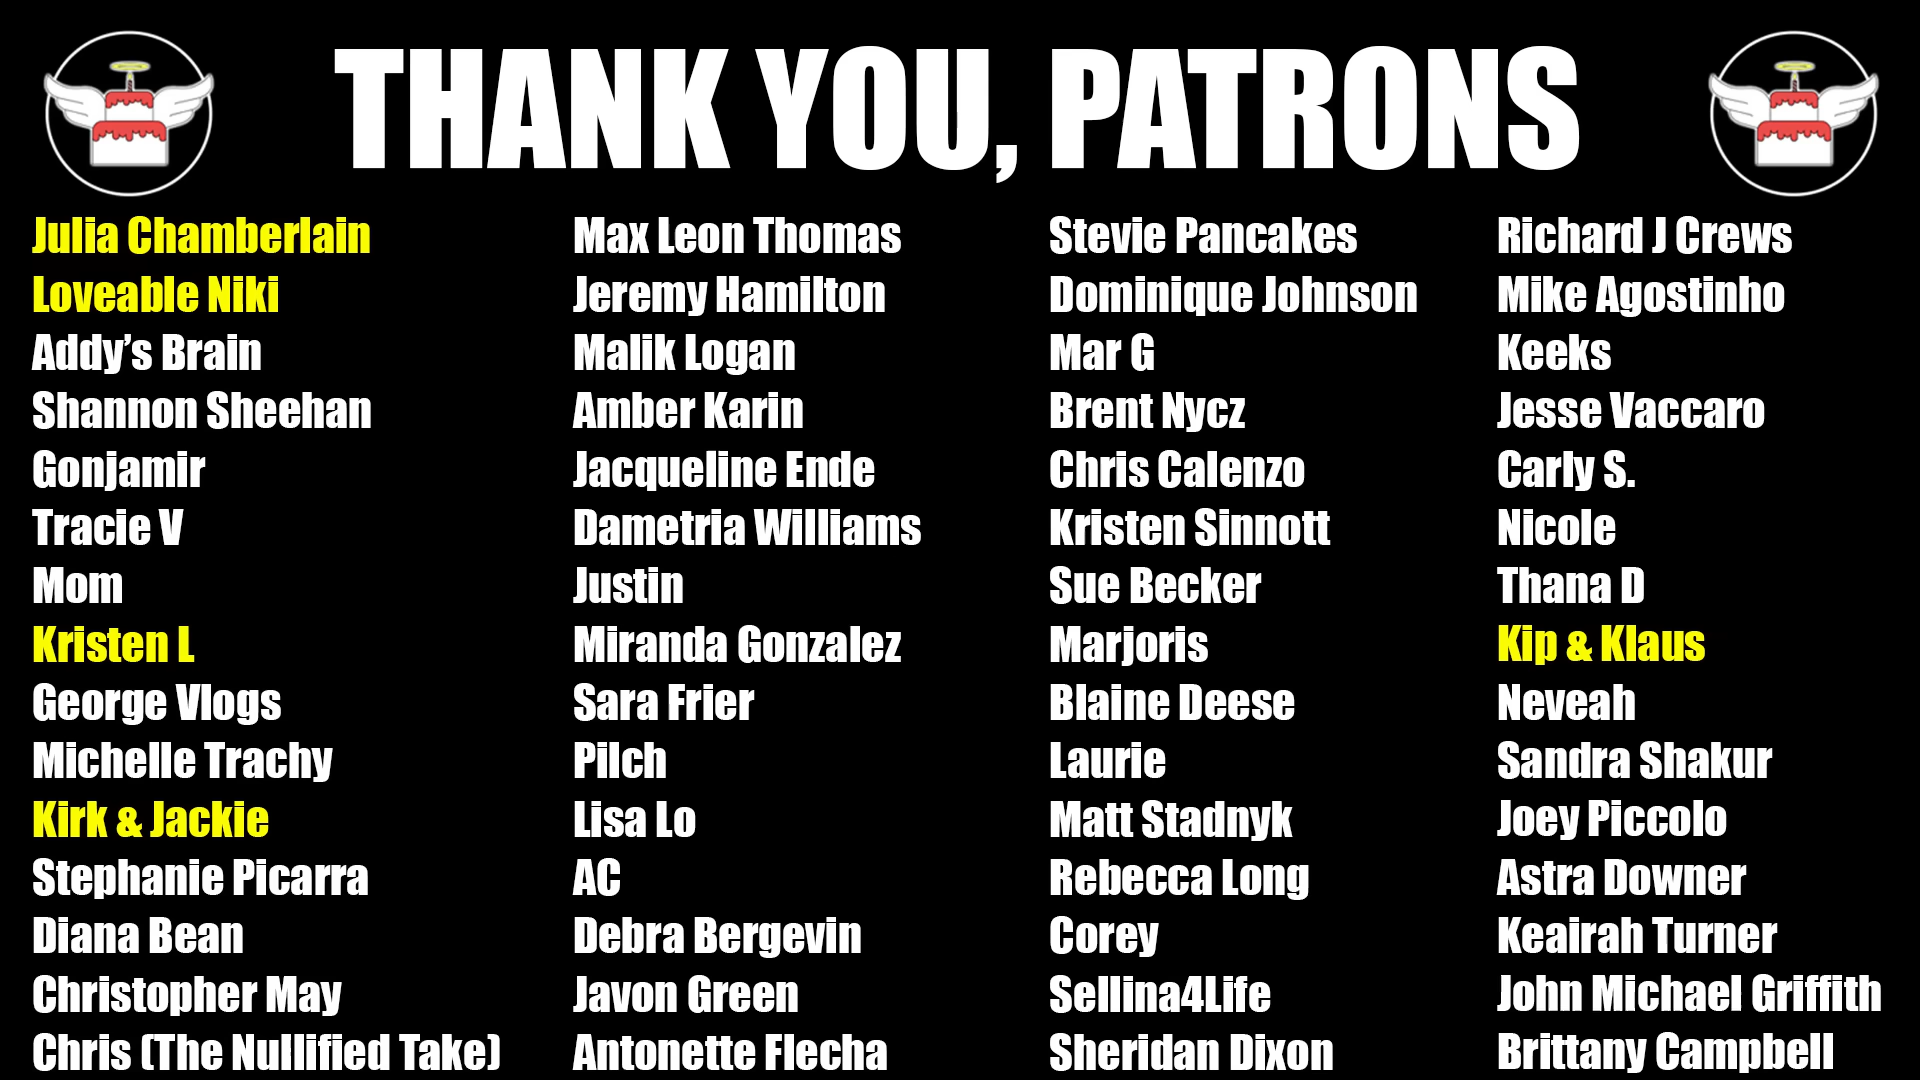 THANK YOU, PATRONS
Julia Chamberlain
Loveable Niki
Addy’s Brain
Shannon Sheehan
Gonjamir
Tracie V
Mom
Kristen L
George Vlogs
Michelle Trachy
Kirk & Jackie
Stephanie Picarra
Diana Bean
Christopher May
Chris (The Nullified Take)
Max Leon Thomas
Jeremy Hamilton
Malik Logan
Amber Karin
Jacqueline Ende
Dametria Williams
Justin
Miranda Gonzalez
Sara Frier
Pilch
Lisa Lo
AC
Debra Bergevin
Javon Green
Antonette Flecha
Stevie Pancakes
Dominique Johnson
Mar G
Brent Nycz
Chris Calenzo
Kristen Sinnott
Sue Becker
Marjoris
Blaine Deese
Laurie
Matt Stadnyk
Rebecca Long
Corey
Sellina4Life
Sheridan Dixon
Richard J Crews
Mike Agostinho
Keeks
Jesse Vaccaro
Carly S.
Nicole
Thana D
Kip & Klaus
Neveah
Sandra Shakur
Joey Piccolo
Astra Downer
Keairah Turner
John Michael Griffith
Brittany Campbell